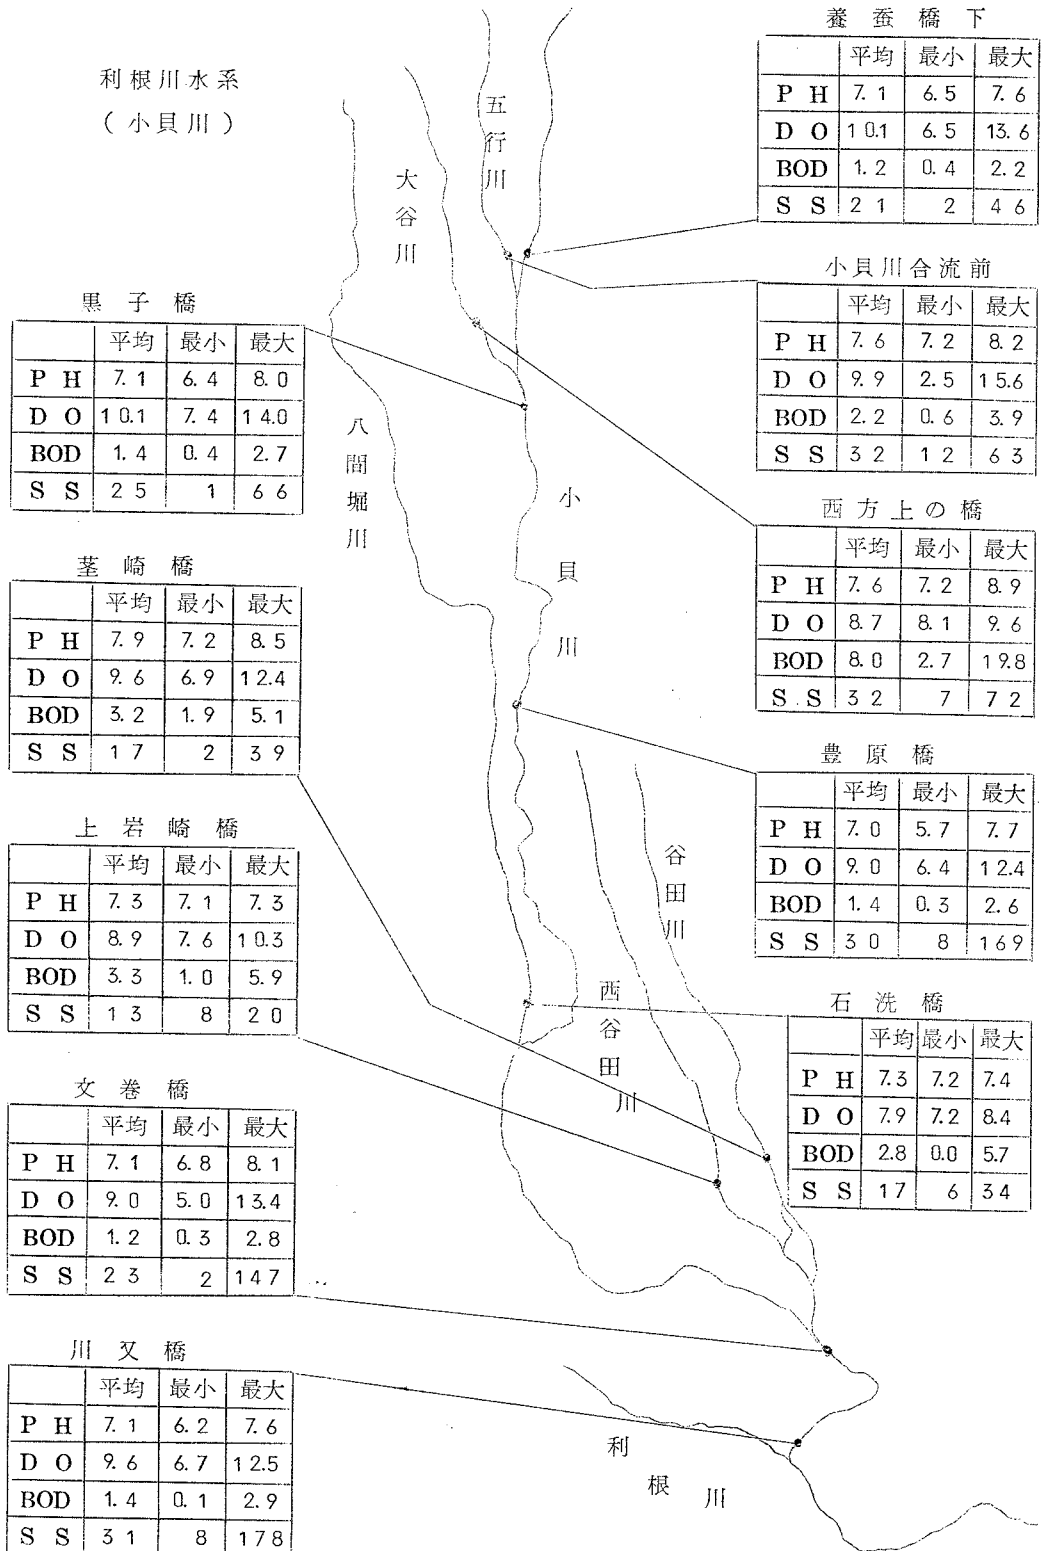 利根川水系
(小貝川)
養蚕橋下
平均 最小 最大
PH 7.1 6.5 7.6
DO 10.1 6.5 13.6
BOD 1.2 0.4 2.2
SS 21 2 46
小貝川合流前
平均 最小 最大
PH 7.6 7.2 8.2
DO 9.9 2.5 15.6
BOD 2.2 0.6 3.9
SS 32 12 63
西方上の橋
平均 最小 最大
PH 7.6 7.2 8.9
DO 8.7 8.1 9.6
BOD 8.0 2.7 19.8
SS 32 7 72
豊原橋
平均 最小 最大
PH 7.0 5.7 7.7
DO 9.0 6.4 12.4
BOD 1.4 0.3 2.6
SS 30 8 169
石洗橋
平均 最小 最大
PH 7.3 7.2 7.4
DO 7.9 7.2 8.4
BOD 2.8 0.0 5.7
SS 17 6 34
黒子橋
平均 最小 最大
PH 7.1 6.4 8.0
DO 10.1 7.4 14.0
BOD 1.4 0.4 2.7
SS 25 1 66
茎崎橋
平均 最小 最大
PH 7.9 7.2 8.5
DO 9.6 6.9 12.4
BOD 3.2 1.9 5.1
SS 17 2 39
上岩崎橋
平均 最小 最大
PH 7.3 7.1 7.3
DO 8.9 7.6 10.3
BOD 3.3 1.0 5.9
SS 13 8 20
文巻橋
平均 最小 最大
PH 7.1 6.8 8.1
DO 9.0 5.0 13.4
BOD 1.2 0.3 2.8
SS 23 2 147
川又橋
平均 最小 最大
PH 7.1 6.2 7.6
DO 9.6 6.7 12.5
BOD 1.4 0.1 2.9
SS 31 8 178
五行川
大谷川
八間堀川
小貝川
谷田川
西谷田川
利根川